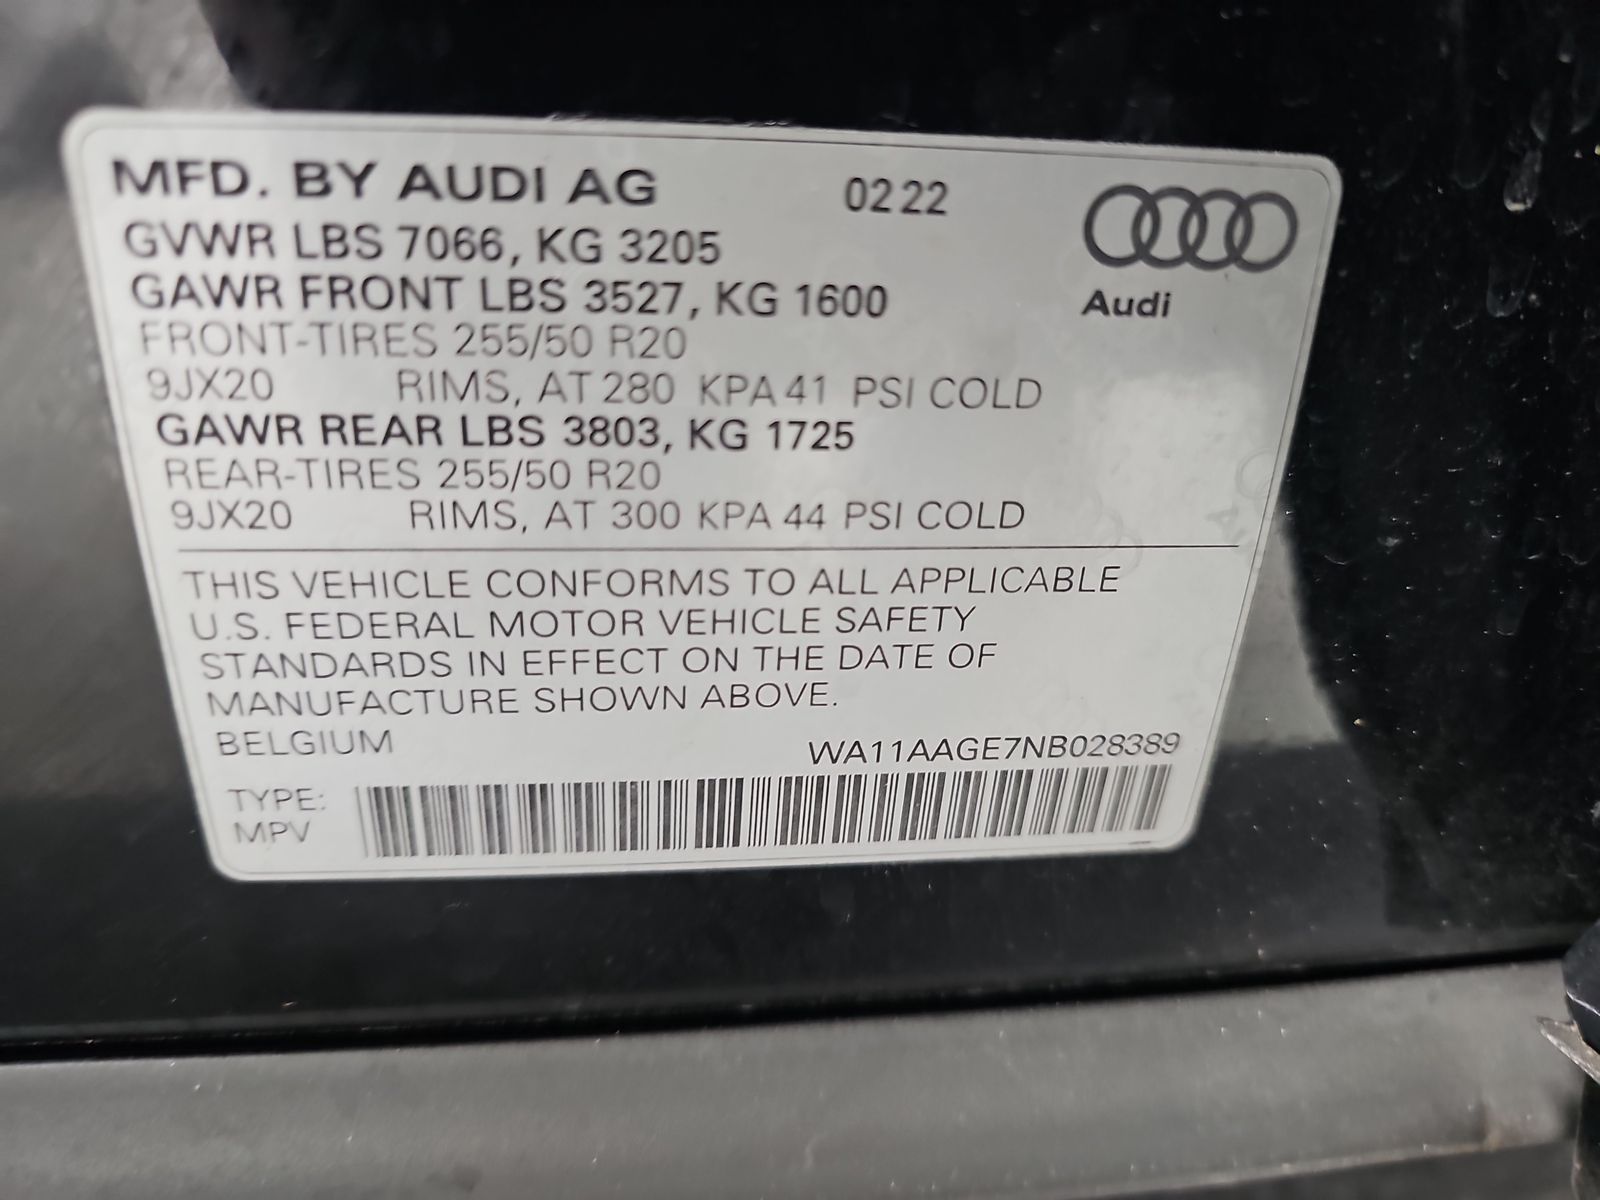 MFD. BY AUDI AG 0222
GVWR LBS 7066, KG 3205
GAWR FRONT LBS 3527, KG 1600
Audi
FRONT-TIRES 255/50 R20
9JX20 RIMS, AT 280 KPA 41 PSI COLD
GAWR REAR LBS 3803, KG 1725
REAR-TIRES 255/50 R20
9JX20 RIMS, AT 300 KPA 44 PSI COLD
THIS VEHICLE CONFORMS TO ALL APPLICABLE
U.S. FEDERAL MOTOR VEHICLE SAFETY
STANDARDS IN EFFECT ON THE DATE OF
MANUFACTURE SHOWN ABOVE.
BELGIUM WA11AAGE7NB028389
TYPE:
MPV